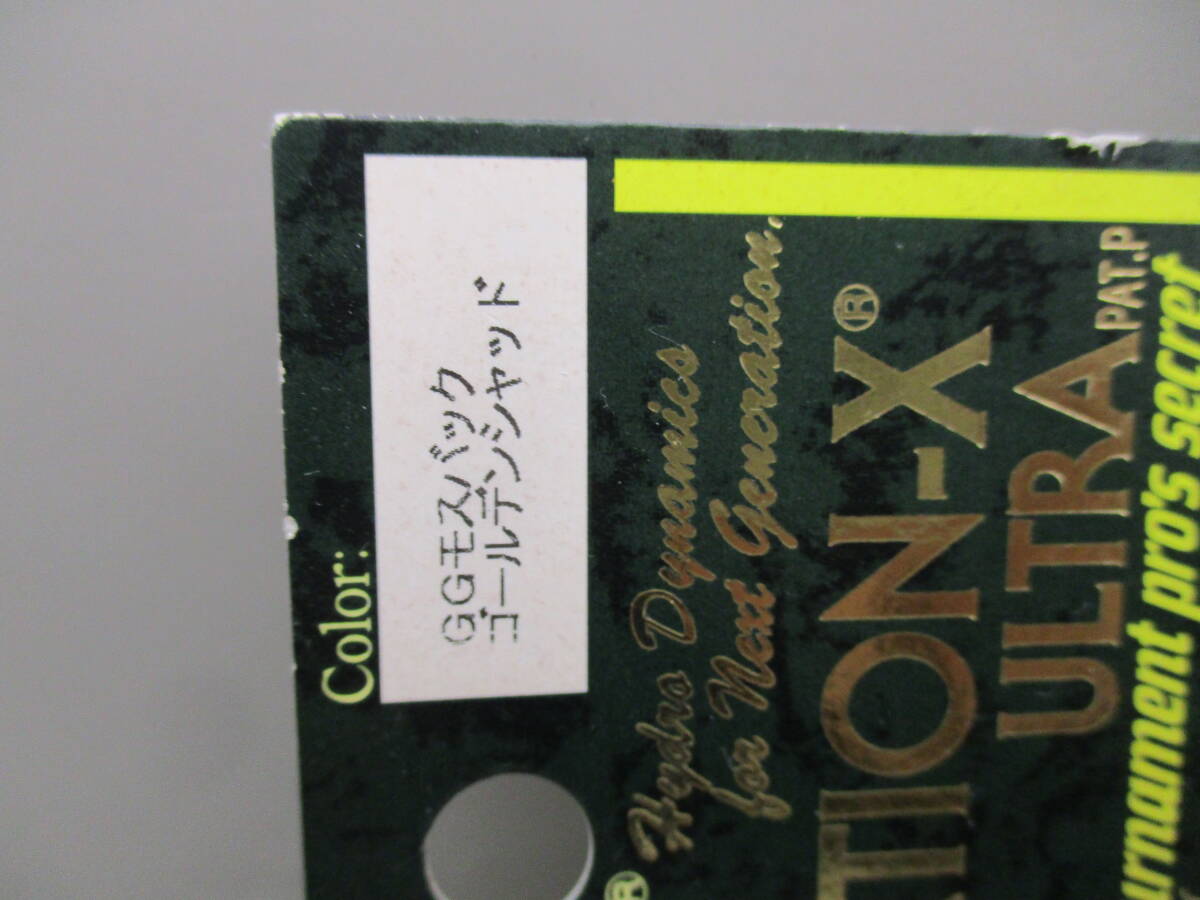 Color:
GGモスバック
ゴールデンシャッド
®
Hydro Dynamics
for Next Generation.
TION-X®
ULTRA
PAT.P
urnament pro's secret